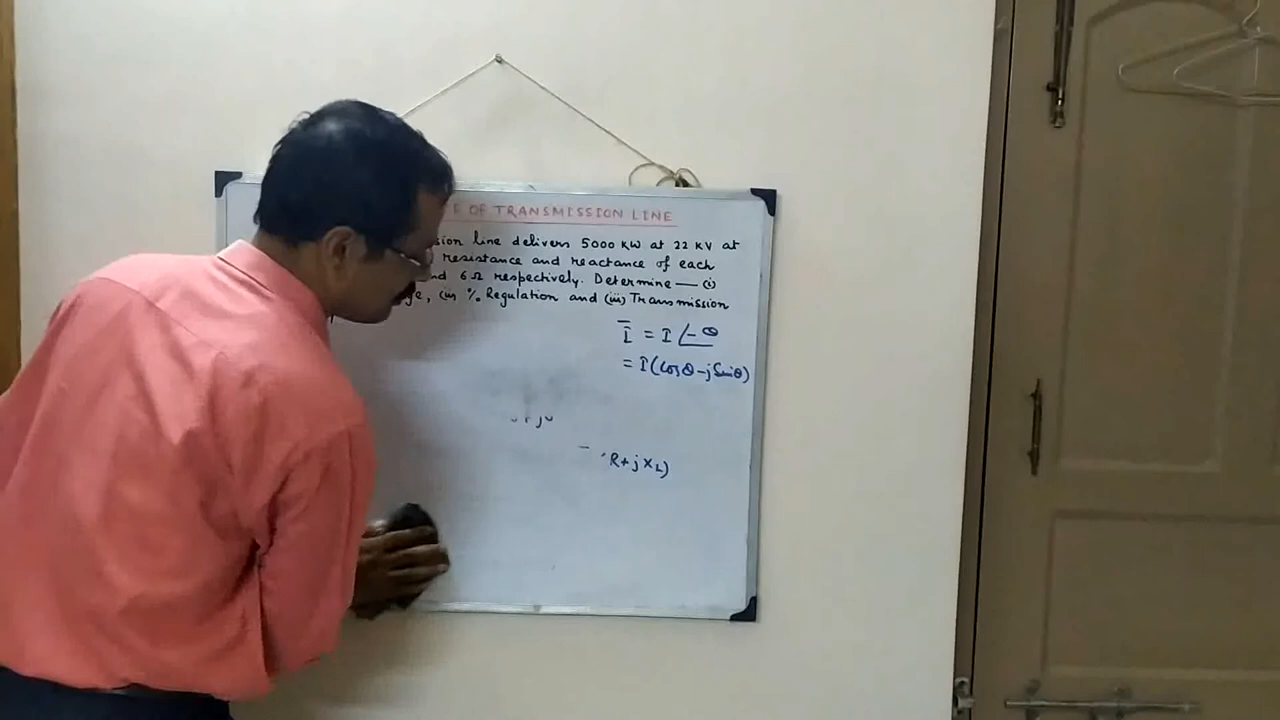 E OF TRANSMISSION LINE
sion line delivers 5000 KW at 22 KV at
resistance and reactance of each
nd 6 Ω respectively. Determine — (i)
ge, (ii) % Regulation and (iii) Transmission
Ī = I ∠-θ
= I (cosθ - j sinθ)
R + j XL)